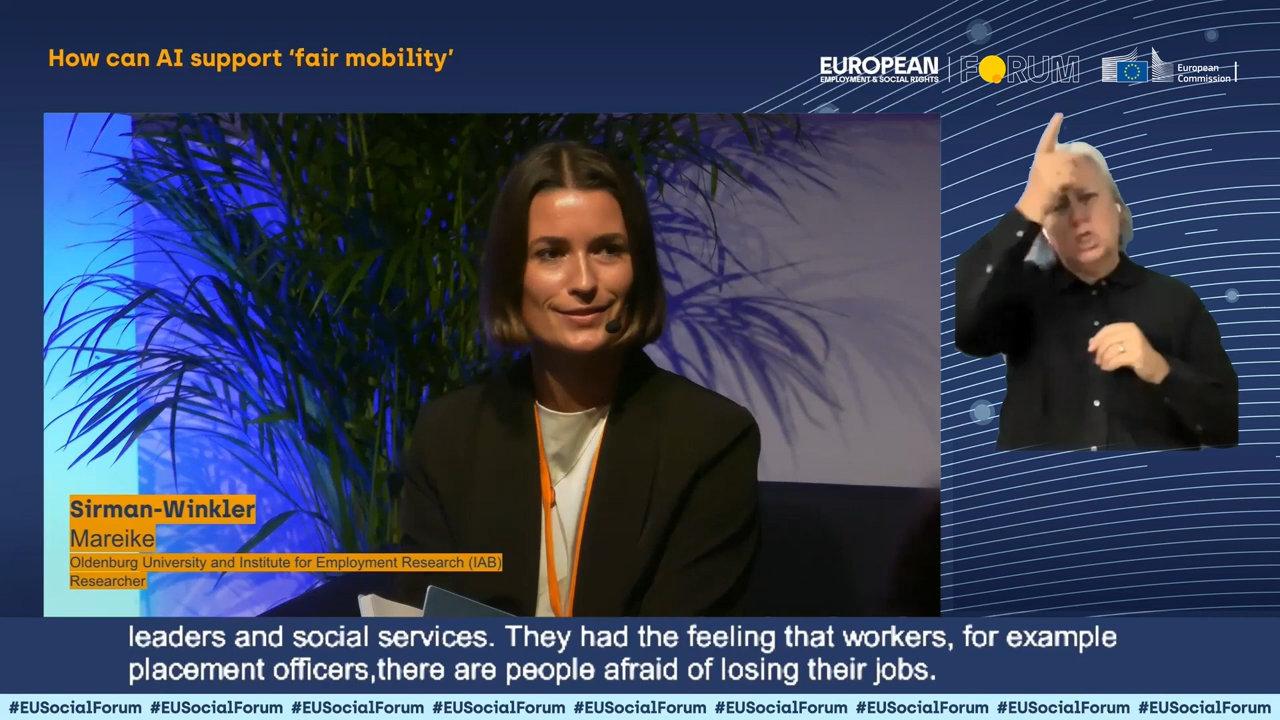 How can AI support ‘fair mobility’
EUROPEAN
EMPLOYMENT & SOCIAL RIGHTS
FORUM
European
Commission
Sirman-Winkler
Mareike
Oldenburg University and Institute for Employment Research (IAB)
Researcher
leaders and social services. They had the feeling that workers, for example
placement officers,there are people afraid of losing their jobs.
#EUSocialForum #EUSocialForum #EUSocialForum #EUSocialForum #EUSocialForum #EUSocialForum #EUSocialForum #EUSocialForum #EUSocialForum